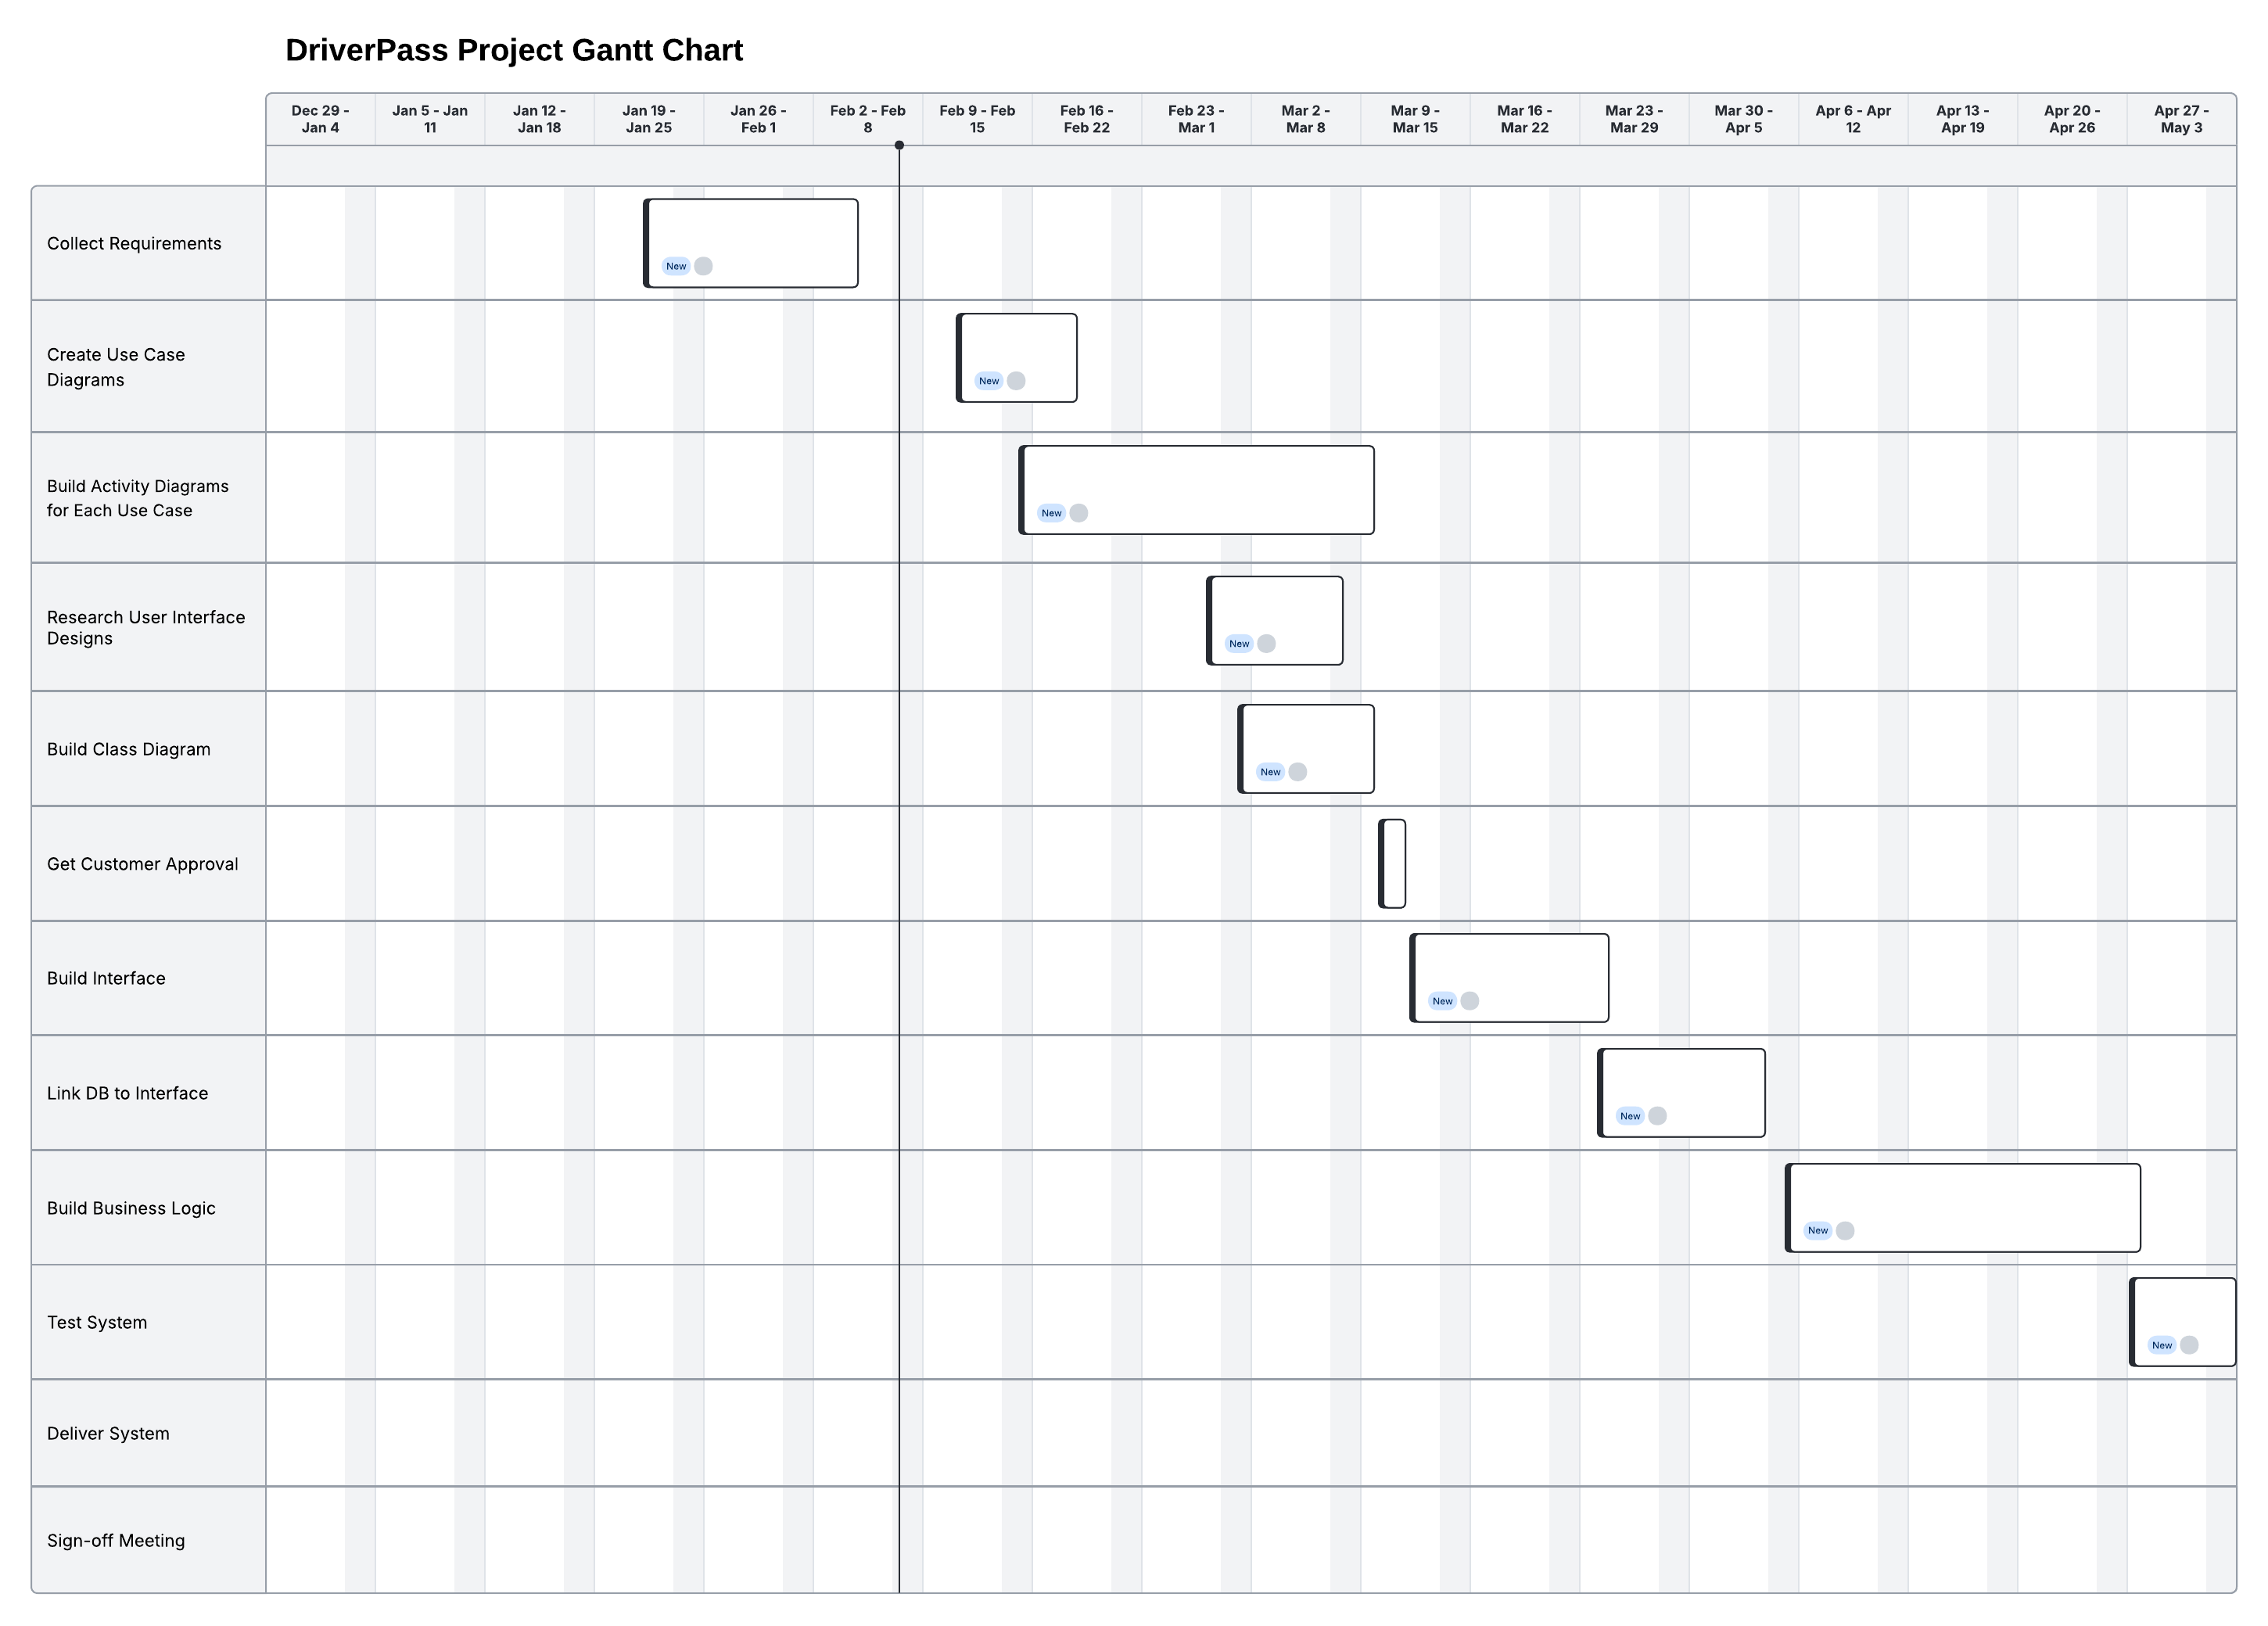 DriverPass Project Gantt Chart
Dec 29 -
Jan 4
Jan 5 - Jan
11
Jan 12 -
Jan 18
Jan 19 -
Jan 25
Jan 26 -
Feb 1
Feb 2 - Feb
8
Feb 9 - Feb
15
Feb 16 -
Feb 22
Feb 23 -
Mar 1
Mar 2 -
Mar 8
Mar 9 -
Mar 15
Mar 16 -
Mar 22
Mar 23 -
Mar 29
Mar 30 -
Apr 5
Apr 6 - Apr
12
Apr 13 -
Apr 19
Apr 20 -
Apr 26
Apr 27 -
May 3
Collect Requirements
New
Create Use Case
Diagrams
New
Build Activity Diagrams
for Each Use Case
New
Research User Interface
Designs
New
Build Class Diagram
New
Get Customer Approval
Build Interface
New
Link DB to Interface
New
Build Business Logic
New
Test System
New
Deliver System
Sign-off Meeting